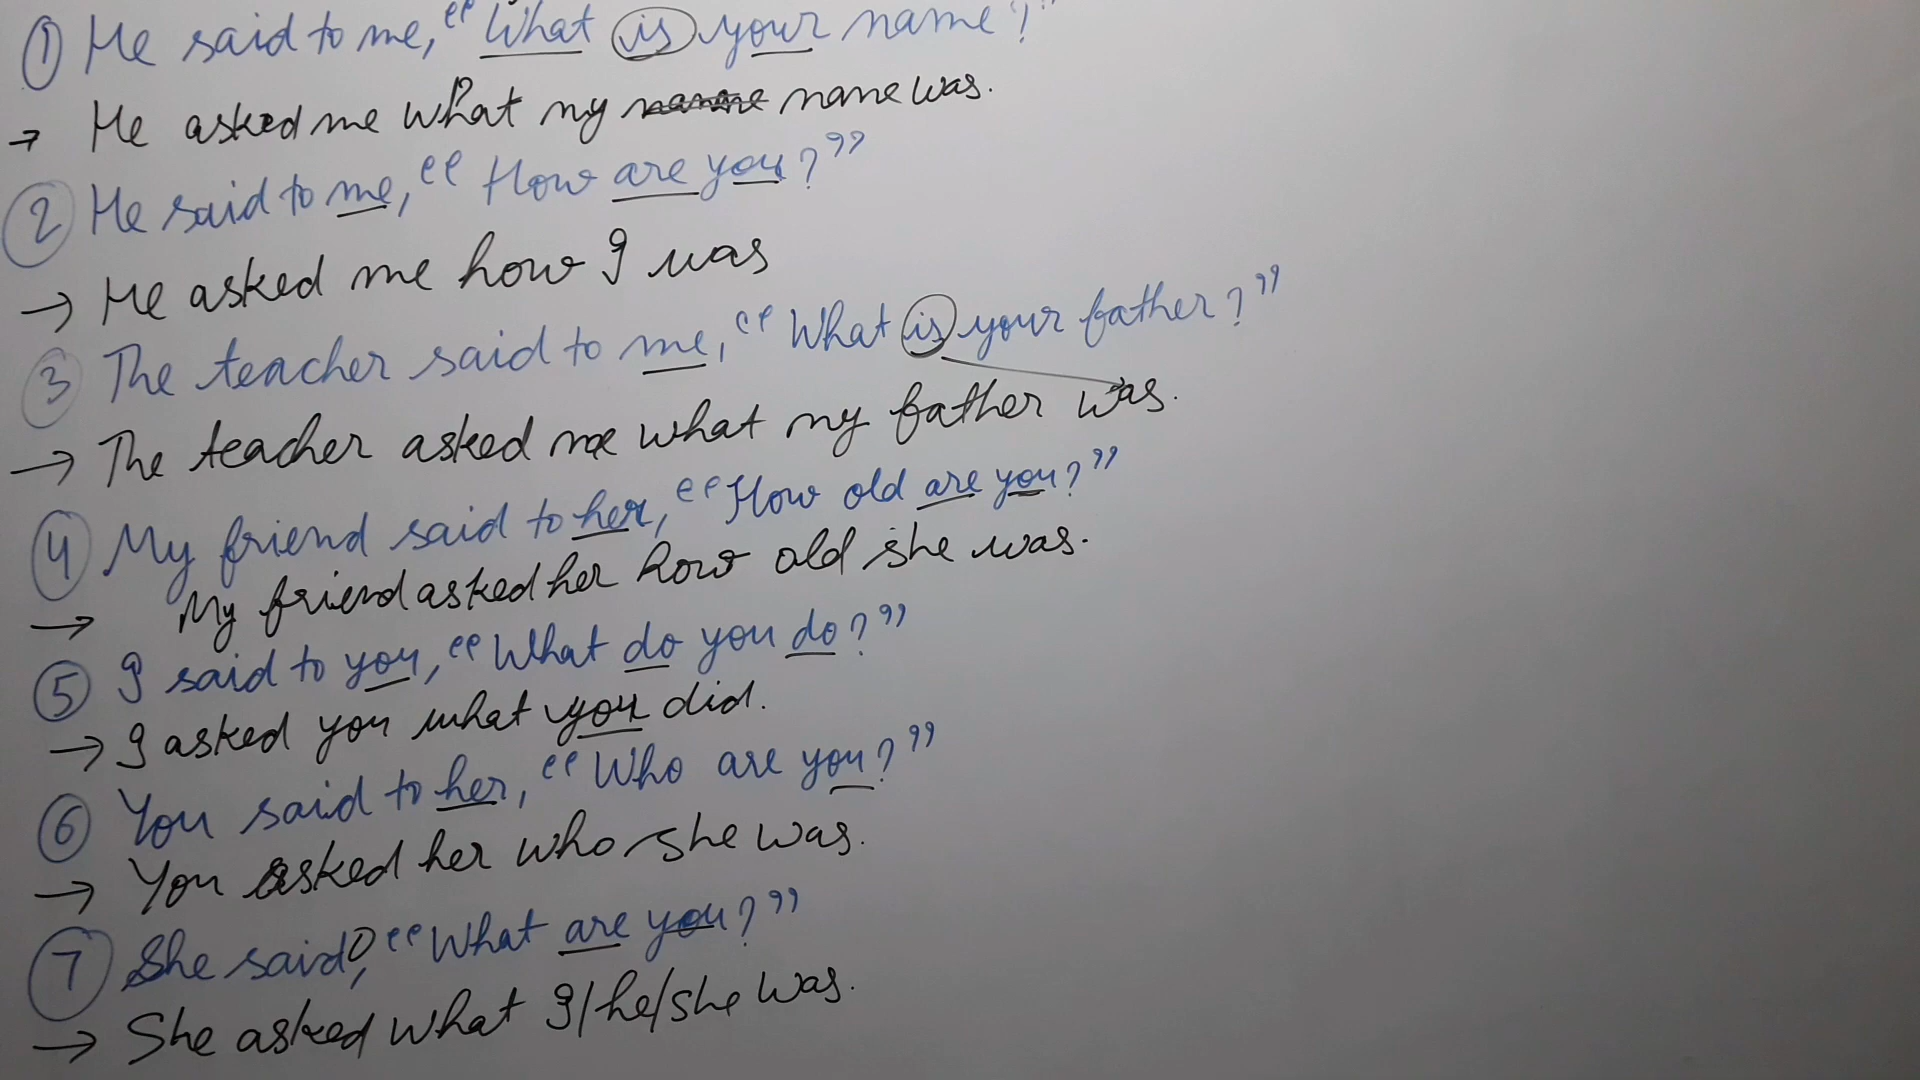 ① He said to me, "What is your name?"
→ He asked me what my name name was.
② He said to me, "How are you?"
→ He asked me how I was
③ The teacher said to me, "What is your father?"
→ The teacher asked me what my father was.
④ My friend said to her, "How old are you?"
→ My friend asked her how old she was.
⑤ I said to you, "What do you do?"
→ I asked you what you did.
⑥ You said to her, "Who are you?"
→ You asked her who she was.
⑦ She said, "What are you?"
→ She asked what I/he/she was.